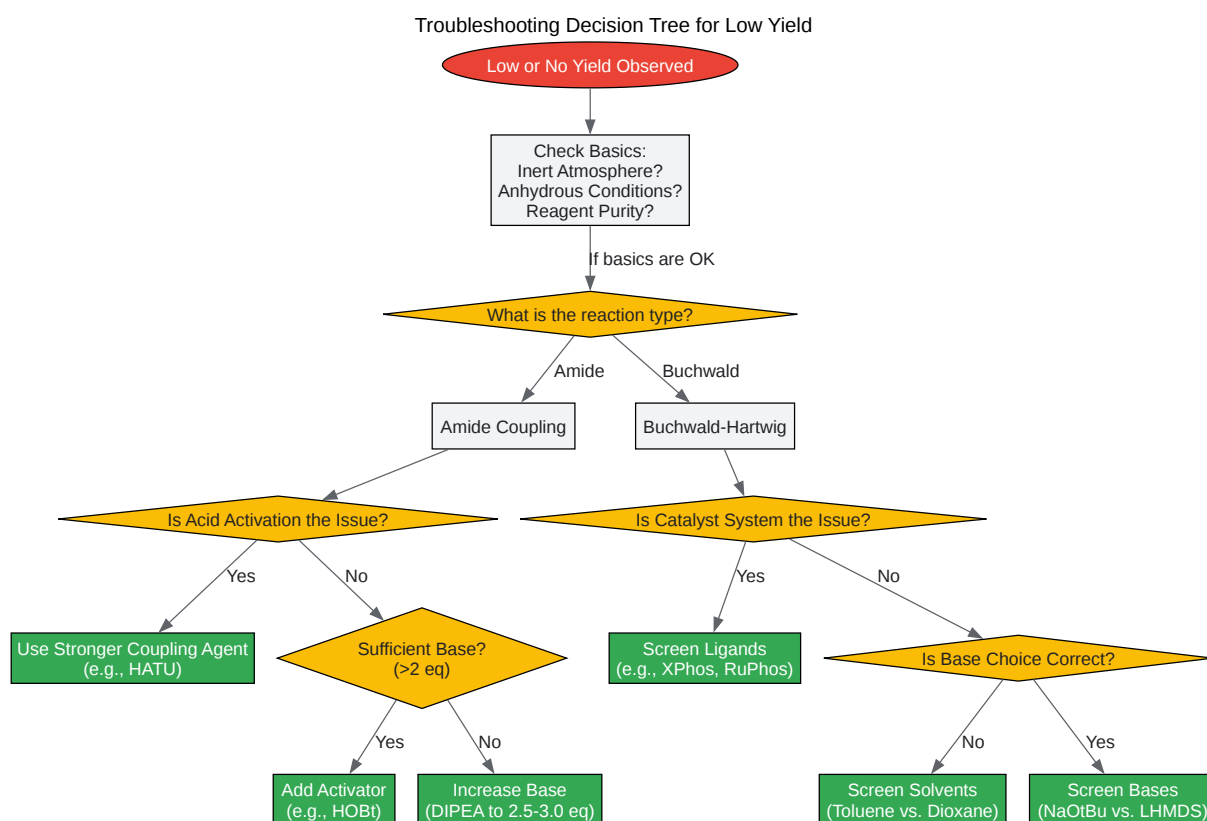 Troubleshooting Decision Tree for Low Yield
Low or No Yield Observed
Check Basics:
Inert Atmosphere?
Anhydrous Conditions?
Reagent Purity?
If basics are OK
What is the reaction type?
Amide
Buchwald
Amide Coupling
Buchwald-Hartwig
Is Acid Activation the Issue?
Is Catalyst System the Issue?
Yes
No
Yes
No
Use Stronger Coupling Agent
(e.g., HATU)
Sufficient Base?
(>2 eq)
Screen Ligands
(e.g., XPhos, RuPhos)
Is Base Choice Correct?
Yes
No
No
Yes
Add Activator
(e.g., HOBt)
Increase Base
(DIPEA to 2.5-3.0 eq)
Screen Solvents
(Toluene vs. Dioxane)
Screen Bases
(NaOtBu vs. LHMDS)